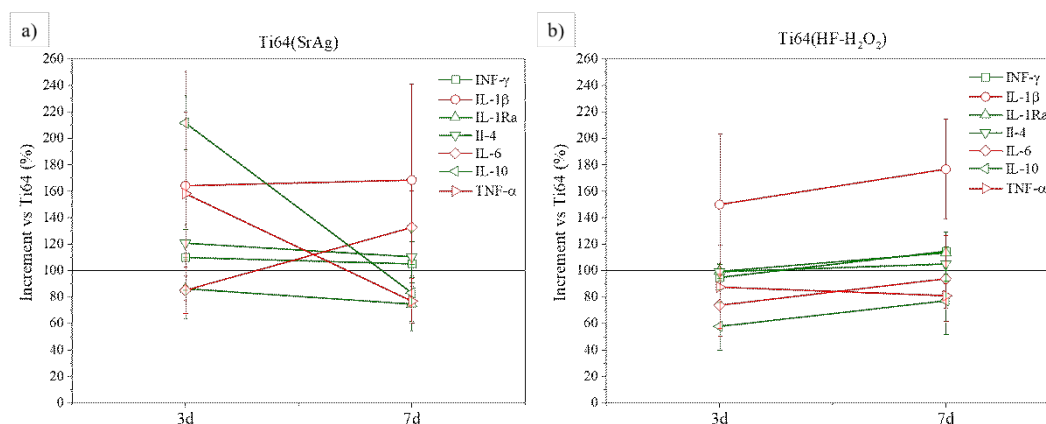 a)
Ti64(SrAg)
Increment vs Ti64 (%)
260
240
220
200
180
160
140
120
100
80
60
40
20
0
3d
7d
INF-γ
IL-1β
IL-1Ra
Il-4
IL-6
IL-10
TNF-α
b)
Ti64(HF-H₂O₂)
Increment vs Ti64 (%)
260
240
220
200
180
160
140
120
100
80
60
40
20
0
3d
7d
INF-γ
IL-1β
IL-1Ra
IL-4
IL-6
IL-10
TNF-α